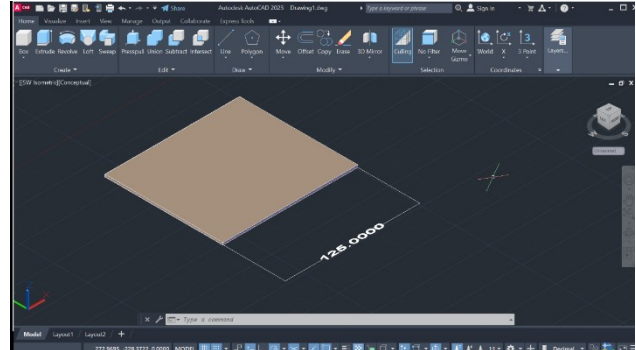 Share Autodesk AutoCAD 2025 Drawing1.dwg Type a keyword or phrase Sign In
Home Visualize Insert View Manage Output Collaborate Express Tools
Box Extrude Revolve Loft Sweep Presspull Union Subtract Intersect Line Polygon Move Offset Copy Erase 3D Mirror Culling No Filter Move Gizmo World X 3 Point Layers
Create Edit Draw Modify Selection Coordinates
[SW Isometric][Conceptual]
125.0000
Type a command
Model Layout1 Layout2 +
MODEL Decimal